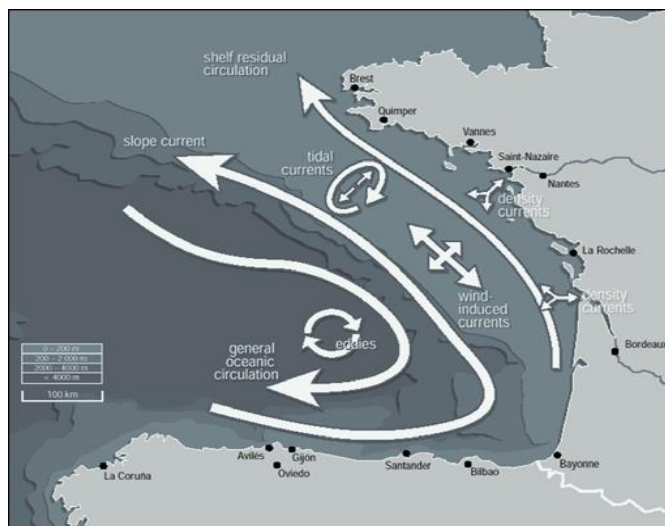 shelf residual
circulation
Brest
Quimper
slope current
Vannes
tidal
currents
Saint-Nazaire
Nantes
density
currents
La Rochelle
wind-
induced
currents
density
currents
eddies
general
oceanic
circulation
Bordeaux
0 – 200 m
200 – 2 000 m
2000 – 4000 m
< 4000 m
100 km
Avilés
Gijón
Oviedo
La Coruña
Santander
Bilbao
Bayonne